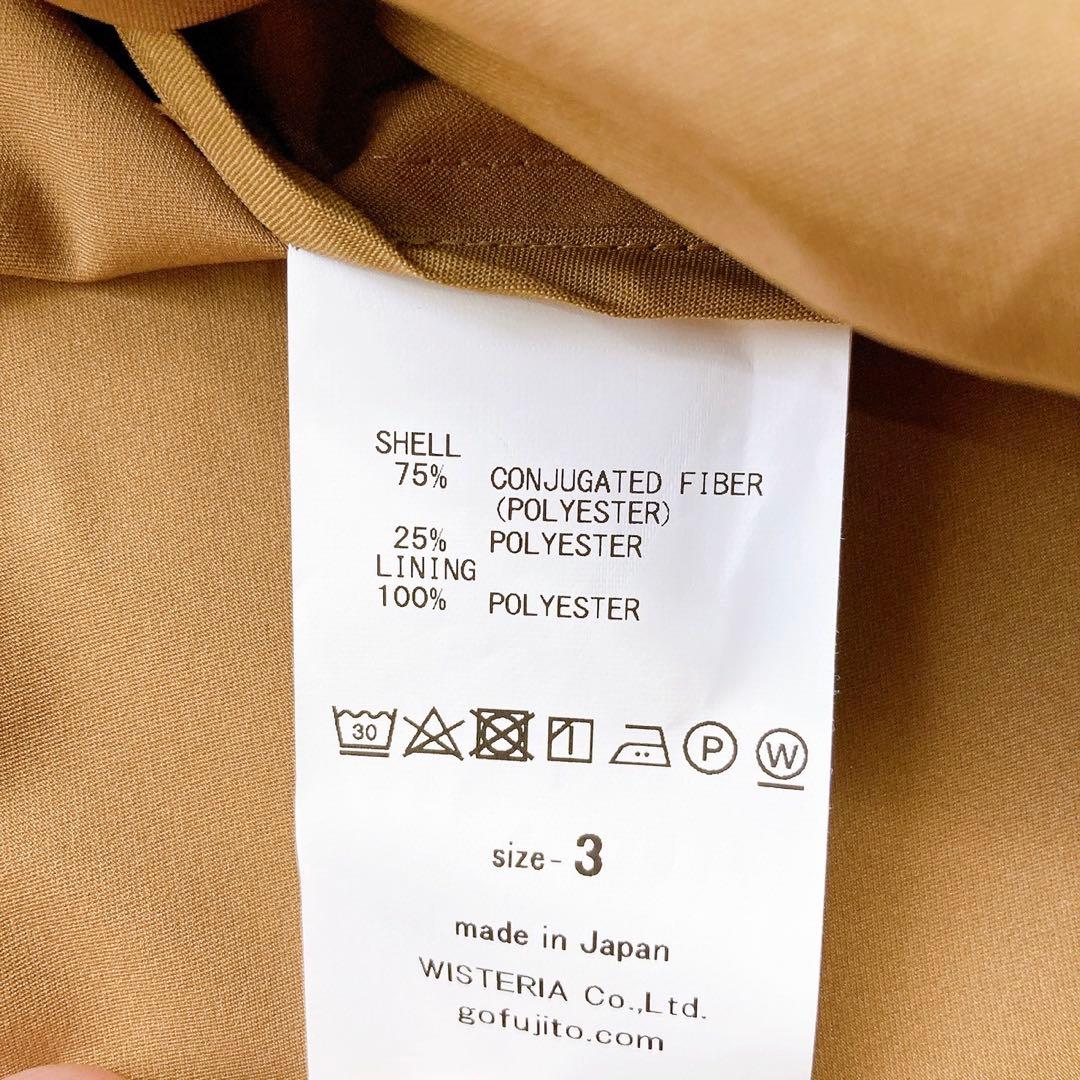 SHELL
75% CONJUGATED FIBER
(POLYESTER)
25% POLYESTER
LINING
100% POLYESTER
30 P W
size-3
made in Japan
WISTERIA Co.,Ltd.
gofujito.com